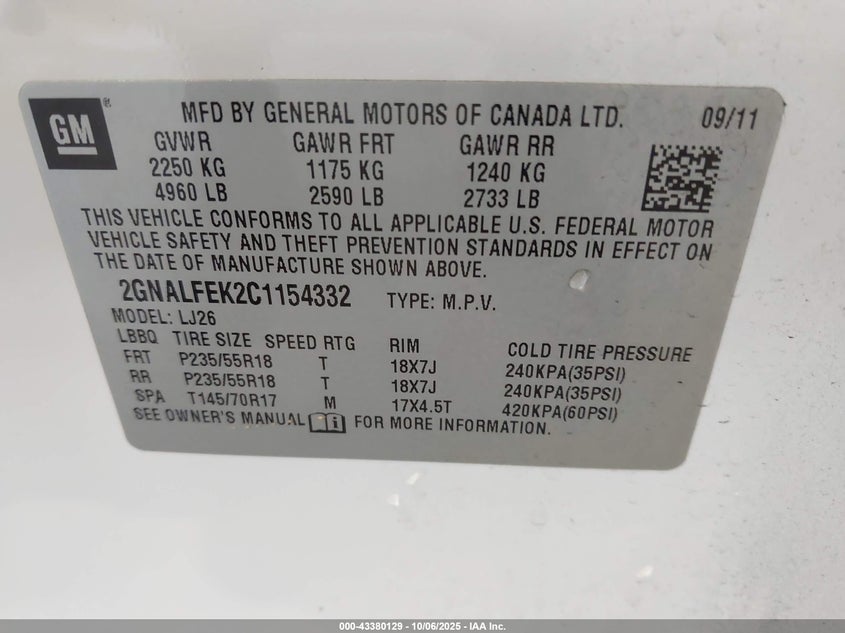 GM ® MFD BY GENERAL MOTORS OF CANADA LTD. 09/11
GVWR GAWR FRT GAWR RR
2250 KG 1175 KG 1240 KG
4960 LB 2590 LB 2733 LB
THIS VEHICLE CONFORMS TO ALL APPLICABLE U.S. FEDERAL MOTOR
VEHICLE SAFETY AND THEFT PREVENTION STANDARDS IN EFFECT ON
THE DATE OF MANUFACTURE SHOWN ABOVE.
2GNALFEK2C1154332 TYPE: M.P.V.
MODEL: LJ26
LBBQ TIRE SIZE SPEED RTG RIM COLD TIRE PRESSURE
FRT P235/55R18 T 18X7J 240KPA(35PSI)
RR P235/55R18 T 18X7J 240KPA(35PSI)
SPA T145/70R17 M 17X4.5T 420KPA(60PSI)
SEE OWNER'S MANUAL i FOR MORE INFORMATION.
000-43380129 - 10/06/2025 - IAA Inc.